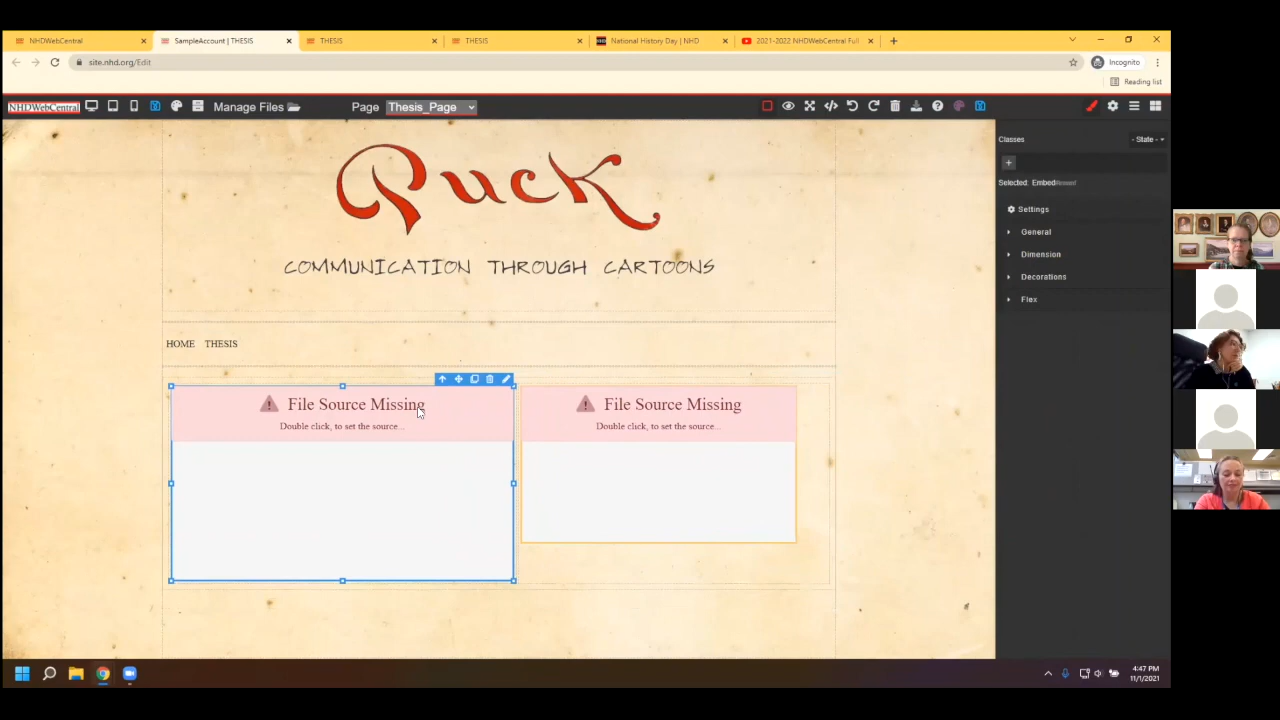 NHDWebCentral
SampleAccount | THESIS
THESIS
THESIS
National History Day | NHD
2021-2022 NHDWebCentral Full
site.nhd.org/Edit
Incognito
Reading list
NHDWebCentral
Manage Files
Page
Thesis_Page
Classes
- State -
Selected: Embed
Settings
General
Dimension
Decorations
Flex
Puck
COMMUNICATION THROUGH CARTOONS
HOME THESIS
File Source Missing
Double click, to set the source...
File Source Missing
Double click, to set the source...
4:47 PM
11/1/2021